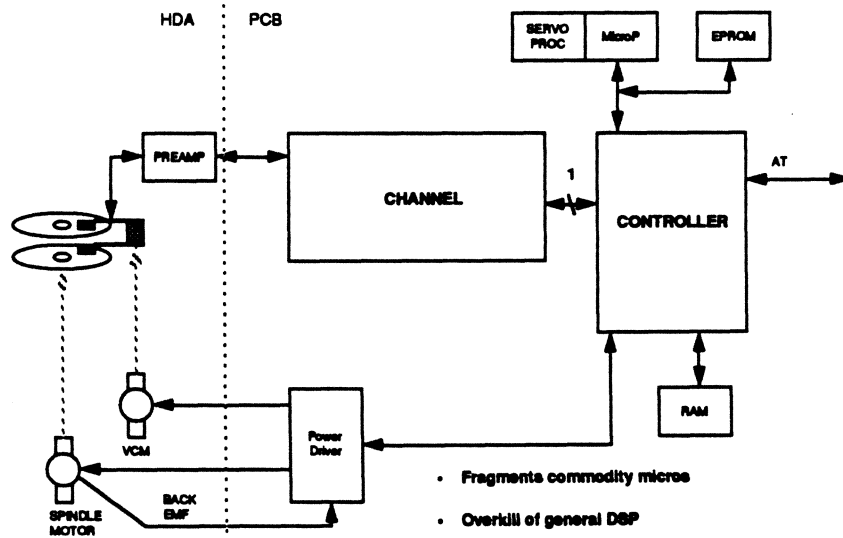 HDA
PCB
SERVO
PROC
MicroP
EPROM
PREAMP
CHANNEL
1
CONTROLLER
AT
RAM
VCM
Power
Driver
SPINDLE
MOTOR
BACK
EMF
• Fragments commodity micros
• Overkill of general DSP